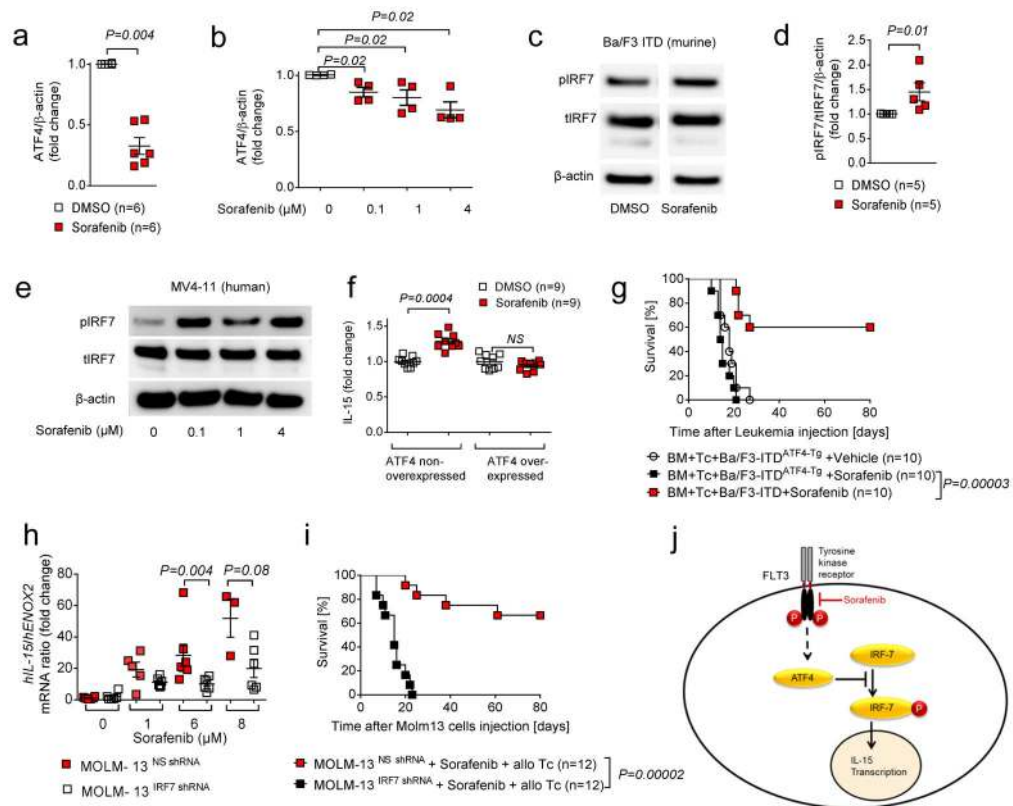 a
P=0.004
ATF4/β-actin
(fold change)
1.0
0.5
0.0
DMSO (n=6)
Sorafenib (n=6)
b
P=0.02
P=0.02
P=0.02
ATF4/β-actin
(fold change)
1.0
0.5
0.0
Sorafenib (μM)
0 0.1 1 4
c
Ba/F3 ITD (murine)
pIRF7
tIRF7
β-actin
DMSO Sorafenib
d
P=0.01
pIRF7/tIRF7/β-actin
(fold change)
2.5
2.0
1.5
1.0
0.5
0.0
DMSO (n=5)
Sorafenib (n=5)
e
MV4-11 (human)
pIRF7
tIRF7
β-actin
Sorafenib (μM) 0 0.1 1 4
f
DMSO (n=9)
Sorafenib (n=9)
P=0.0004
NS
IL-15 (fold change)
1.5
1.0
0.5
0.0
ATF4 non-
overexpressed
ATF4 over-
expressed
g
Survival [%]
100
80
60
40
20
0
0 20 40 60 80
Time after Leukemia injection [days]
BM+Tc+Ba/F3-ITD ATF4-Tg +Vehicle (n=10)
BM+Tc+Ba/F3-ITD ATF4-Tg +Sorafenib (n=10)
BM+Tc+Ba/F3-ITD+Sorafenib (n=10)
P=0.00003
h
hIL-15/hENOX2
mRNA ratio (fold change)
80
60
40
20
0
P=0.004
P=0.08
0 1 6 8
Sorafenib (μM)
MOLM- 13 NS shRNA
MOLM- 13 IRF7 shRNA
i
Survival [%]
100
80
60
40
20
0
0 20 40 60 80
Time after Molm13 cells injection [days]
MOLM-13 NS shRNA + Sorafenib + allo Tc (n=12)
MOLM-13 IRF7 shRNA + Sorafenib + allo Tc (n=12)
P=0.00002
j
FLT3
Tyrosine
kinase
receptor
Sorafenib
P
P
ATF4
IRF-7
IRF-7
P
IL-15
Transcription